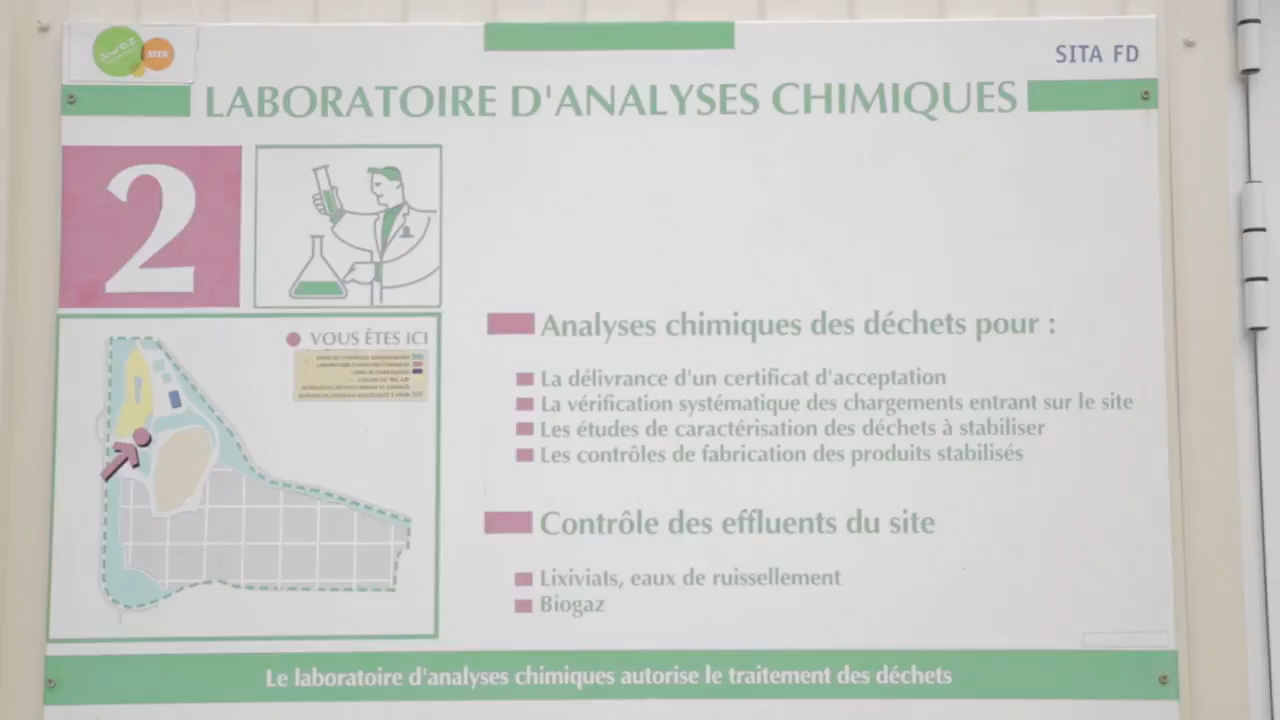 SITA
SITA FD
LABORATOIRE D'ANALYSES CHIMIQUES
2
VOUS ÊTES ICI
Analyses chimiques des déchets pour :
La délivrance d'un certificat d'acceptation
La vérification systématique des chargements entrant sur le site
Les études de caractérisation des déchets à stabiliser
Les contrôles de fabrication des produits stabilisés
Contrôle des effluents du site
Lixiviats, eaux de ruissellement
Biogaz
Le laboratoire d'analyses chimiques autorise le traitement des déchets